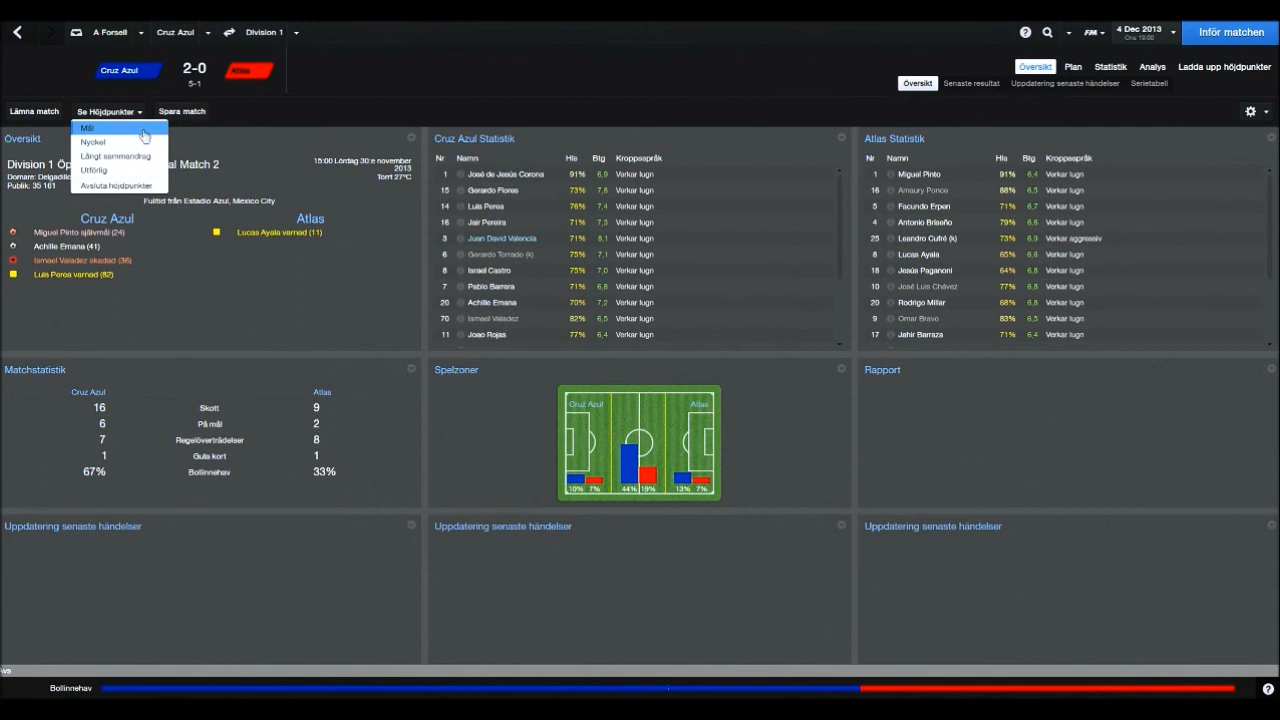 A Forsell Cruz Azul Division 1 FM 4 Dec 2013 Inför matchen
Cruz Azul 2-0 Atlas
5-1
Översikt Plan Statistik Analys Ladda upp höjdpunkter
Översikt Senaste resultat Uppdatering senaste händelser Serietabell
Lämna match Se Höjdpunkter Spara match
Mål
Nyckel
Långt sammandrag
Utförlig
Avsluta höjdpunkter
Översikt
Division 1 Öp al Match 2
15:00 Lördag 30:e november
2013
Torrt 27°C
Publik: 35 161
Fulltid från Estadio Azul, Mexico City
Cruz Azul Atlas
Miguel Pinto självmål (24) Lucas Ayala varnad (11)
Achille Emana (41)
Ismael Valadez skadad (36)
Luis Perea varnad (82)
Cruz Azul Statistik
Nr Namn Hls Btg Kroppsspråk
1 José de Jesús Corona 91% 6,9 Verkar lugn
15 Gerardo Flores 73% 7,8 Verkar lugn
14 Luis Perea 76% 7,4 Verkar lugn
16 Jair Pereira 71% 7,3 Verkar lugn
3 Juan David Valencia 71% 8,1 Verkar lugn
6 Gerardo Torrado (k) 75% 7,1 Verkar lugn
8 Israel Castro 75% 7,0 Verkar lugn
7 Pablo Barrera 71% 6,8 Verkar lugn
20 Achille Emana 70% 7,2 Verkar lugn
70 Ismael Valadez 82% 6,5 Verkar lugn
11 Joao Rojas 77% 6,4 Verkar lugn
Atlas Statistik
Nr Namn Hls Btg Kroppsspråk
1 Miguel Pinto 91% 6,4 Verkar lugn
16 Amaury Ponce 88% 6,5 Verkar lugn
5 Facundo Erpen 71% 6,7 Verkar lugn
4 Antonio Briseño 79% 6,8 Verkar lugn
25 Leandro Cufré (k) 73% 6,9 Verkar aggressiv
8 Lucas Ayala 65% 6,8 Verkar lugn
18 Jesús Paganoni 64% 6,8 Verkar lugn
10 José Luis Chávez 77% 6,8 Verkar lugn
20 Rodrigo Millar 68% 6,8 Verkar lugn
9 Omar Bravo 83% 6,5 Verkar lugn
17 Jahir Barraza 71% 6,4 Verkar lugn
Matchstatistik
Cruz Azul Atlas
16 Skott 9
6 På mål 2
7 Regelöverträdelser 8
1 Gula kort 1
67% Bollinnehav 33%
Spelzoner
Cruz Azul Atlas
10% 7% 44% 19% 13% 7%
Rapport
Uppdatering senaste händelser
Uppdatering senaste händelser
Uppdatering senaste händelser
Bollinnehav